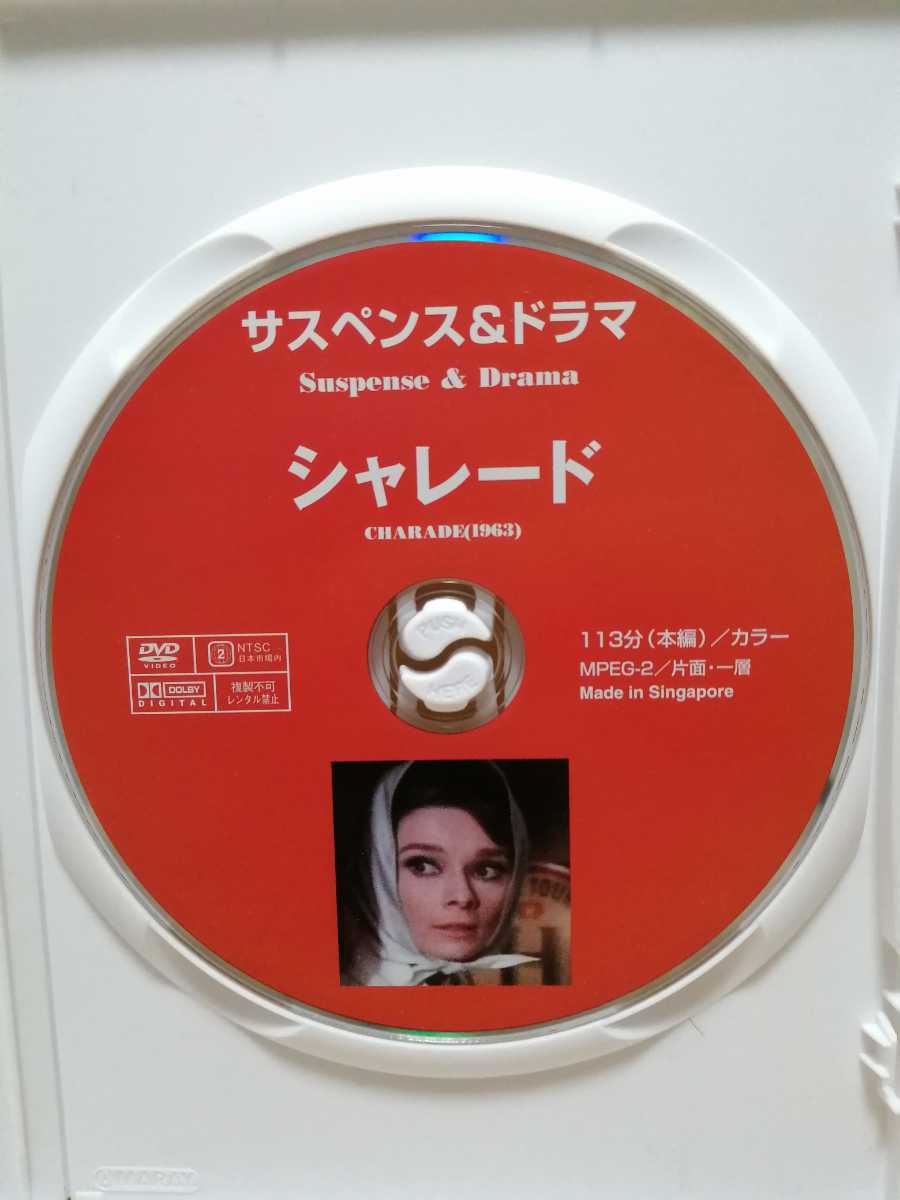 サスペンス&ドラマ
Suspense & Drama
シャレード
CHARADE(1963)
DVD
VIDEO
2
NTSC
日本市場内
DOLBY
DIGITAL
複製不可
レンタル禁止
PUSH
HERE
113分(本編)/カラー
MPEG-2/片面・一層
Made in Singapore
TOU
AMARAY